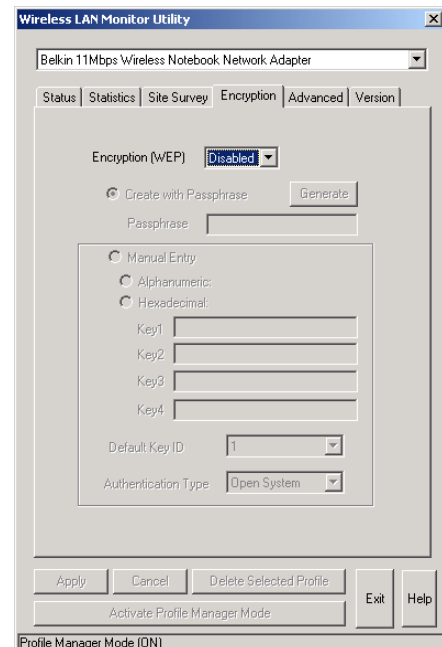 Wireless LAN Monitor Utility
Belkin 11Mbps Wireless Notebook Network Adapter
Status Statistics Site Survey Encryption Advanced Version
Encryption (WEP) Disabled
Create with Passphrase Generate
Passphrase
Manual Entry
Alphanumeric:
Hexadecimal:
Key1
Key2
Key3
Key4
Default Key ID 1
Authentication Type Open System
Apply Cancel Delete Selected Profile Exit Help
Activate Profile Manager Mode
Profile Manager Mode (ON)